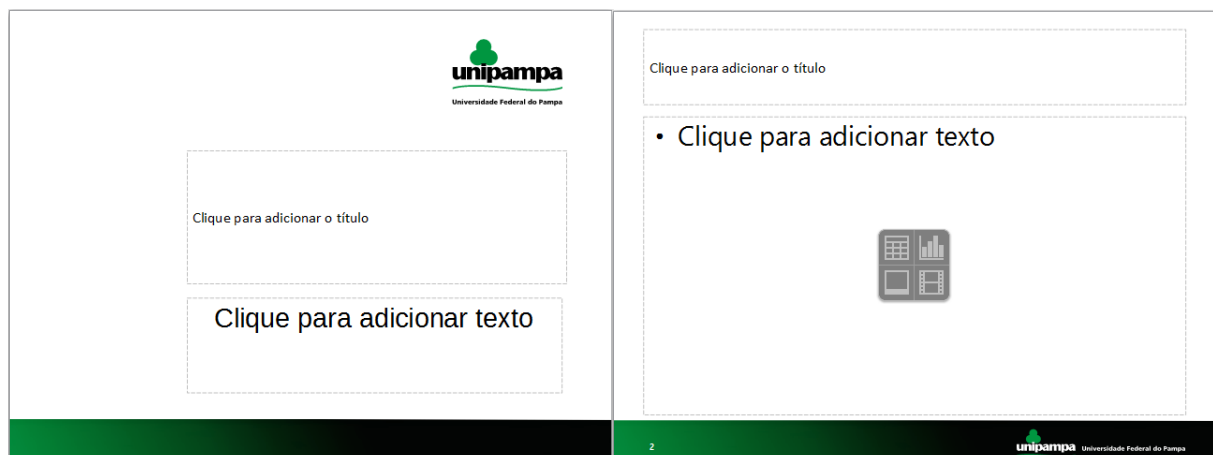 unipampa
Universidade Federal do Pampa
Clique para adicionar o título
Clique para adicionar texto
Clique para adicionar o título
• Clique para adicionar texto
2
unipampa Universidade Federal do Pampa